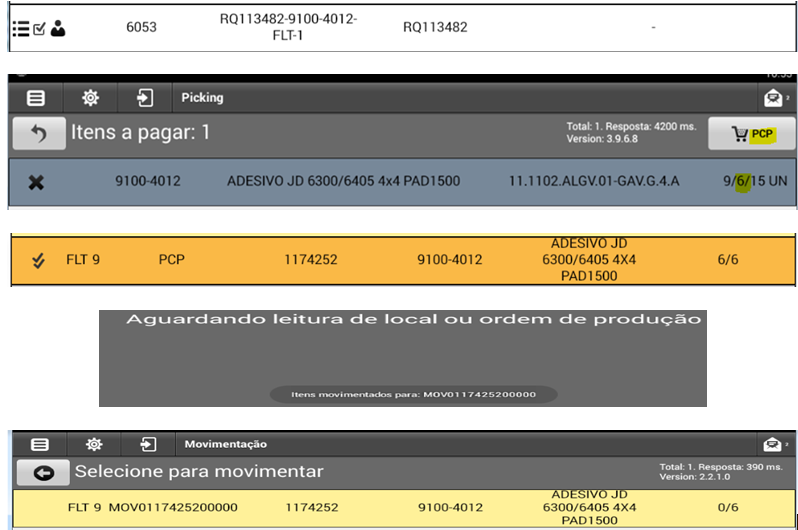 6053 RQ113482-9100-4012-FLT-1 RQ113482 -
Picking 2
Itens a pagar: 1
Total: 1. Resposta: 4200 ms.
Version: 3.9.6.8
PCP
9100-4012 ADESIVO JD 6300/6405 4x4 PAD1500 11.1102.ALGV.01-GAV.G.4.A 9/6/15 UN
FLT 9 PCP 1174252 9100-4012 ADESIVO JD 6300/6405 4X4 PAD1500 6/6
Aguardando leitura de local ou ordem de produção
Itens movimentados para: MOV0117425200000
Movimentação 2
Selecione para movimentar
Total: 1. Resposta: 390 ms.
Version: 2.2.1.0
FLT 9 MOV0117425200000 1174252 9100-4012 ADESIVO JD 6300/6405 4X4 PAD1500 0/6